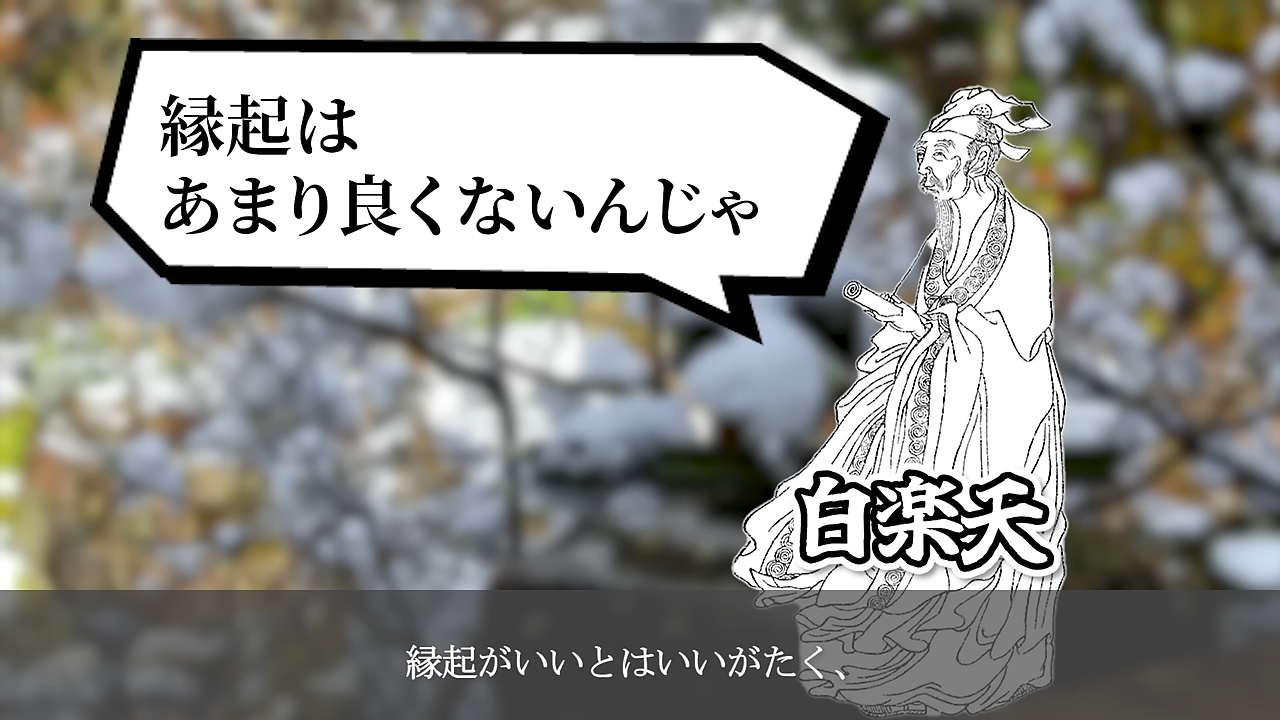 縁起は
あまり良くないんじゃ
白楽天
縁起がいいとはいいがたく、